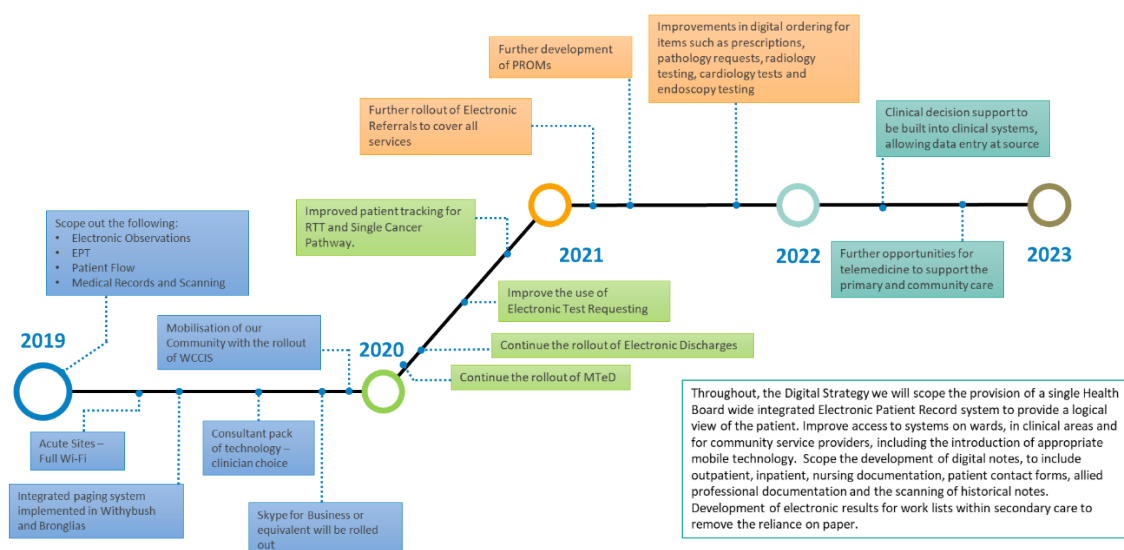 Improvements in digital ordering for
items such as prescriptions,
pathology requests, radiology
testing, cardiology tests and
endoscopy testing
Further development
of PROMs
Further rollout of Electronic
Referrals to cover all
services
Clinical decision support to
be built into clinical systems,
allowing data entry at source
Improved patient tracking for
RTT and Single Cancer
Pathway.
Scope out the following:
• Electronic Observations
• EPT
• Patient Flow
• Medical Records and Scanning
2021
2022
2023
Further opportunities for
telemedicine to support the
primary and community care
Improve the use of
Electronic Test Requesting
2019
Mobilisation of our
Community with the rollout
of WCCIS
2020
Continue the rollout of Electronic Discharges
Continue the rollout of MTeD
Acute Sites –
Full Wi-Fi
Consultant pack
of technology –
clinician choice
Integrated paging system
implemented in Withybush
and Bronglias
Skype for Business or
equivalent will be rolled
out
Throughout, the Digital Strategy we will scope the provision of a single Health
Board wide integrated Electronic Patient Record system to provide a logical
view of the patient. Improve access to systems on wards, in clinical areas and
for community service providers, including the introduction of appropriate
mobile technology. Scope the development of digital notes, to include
outpatient, inpatient, nursing documentation, patient contact forms, allied
professional documentation and the scanning of historical notes.
Development of electronic results for work lists within secondary care to
remove the reliance on paper.